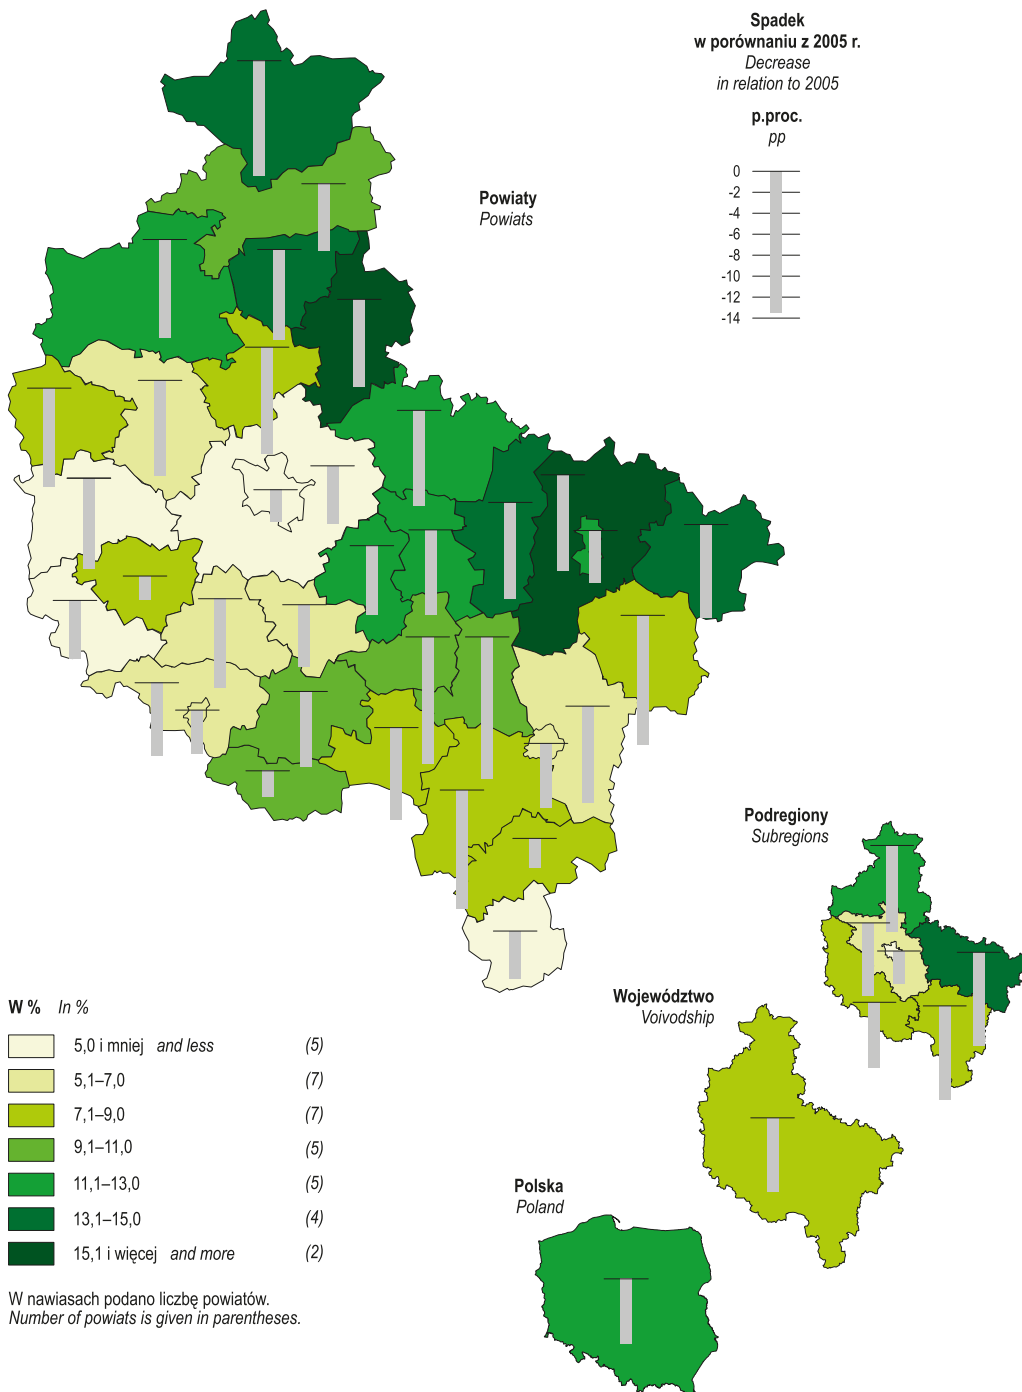 Spadek
w porównaniu z 2005 r.
Decrease
in relation to 2005
p.proc.
pp
0
-2
-4
-6
-8
-10
-12
-14
Powiaty
Powiats
Podregiony
Subregions
Województwo
Voivodship
Polska
Poland
W % In %
5,0 i mniej and less (5)
5,1–7,0 (7)
7,1–9,0 (7)
9,1–11,0 (5)
11,1–13,0 (5)
13,1–15,0 (4)
15,1 i więcej and more (2)
W nawiasach podano liczbę powiatów.
Number of powiats is given in parentheses.